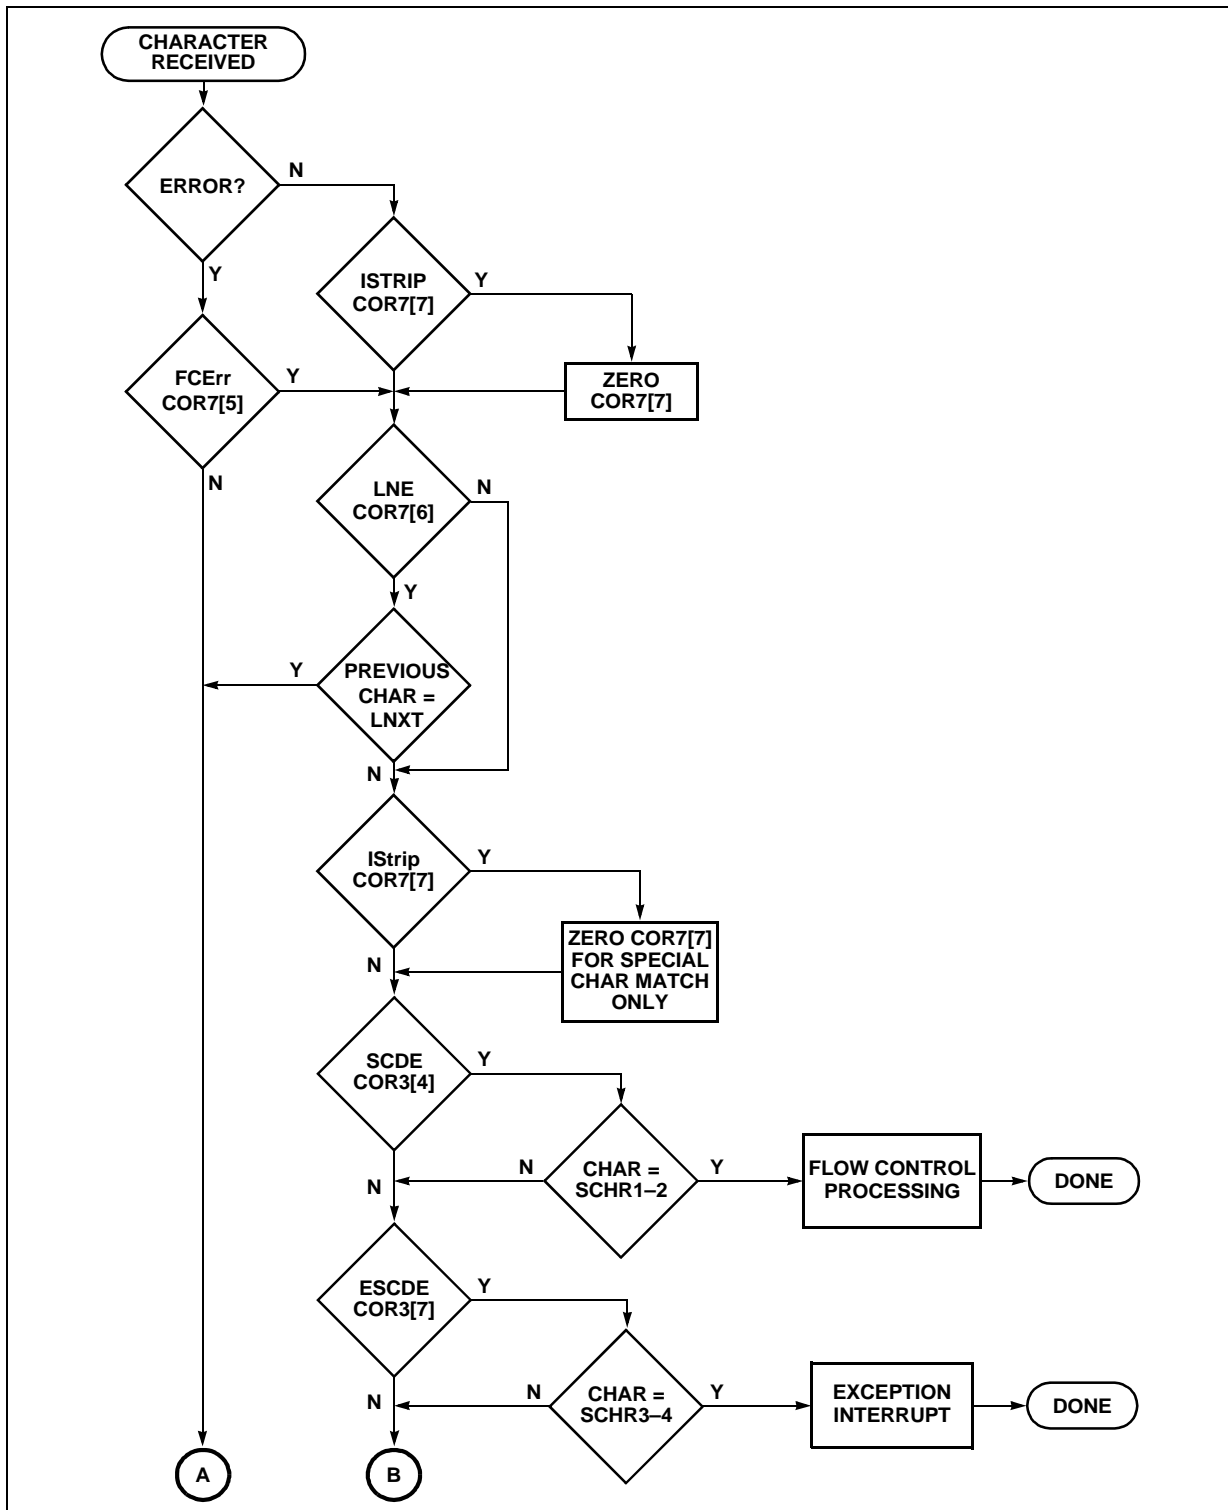 CHARACTER
RECEIVED
ERROR?
N
Y
ISTRIP
COR7[7]
Y
FCErr
COR7[5]
Y
N
ZERO
COR7[7]
LNE
COR7[6]
N
Y
PREVIOUS
CHAR =
LNXT
Y
N
IStrip
COR7[7]
Y
N
ZERO COR7[7]
FOR SPECIAL
CHAR MATCH
ONLY
SCDE
COR3[4]
Y
N
CHAR =
SCHR1–2
N
Y
FLOW CONTROL
PROCESSING
DONE
ESCDE
COR3[7]
Y
N
CHAR =
SCHR3–4
N
Y
EXCEPTION
INTERRUPT
DONE
A
B